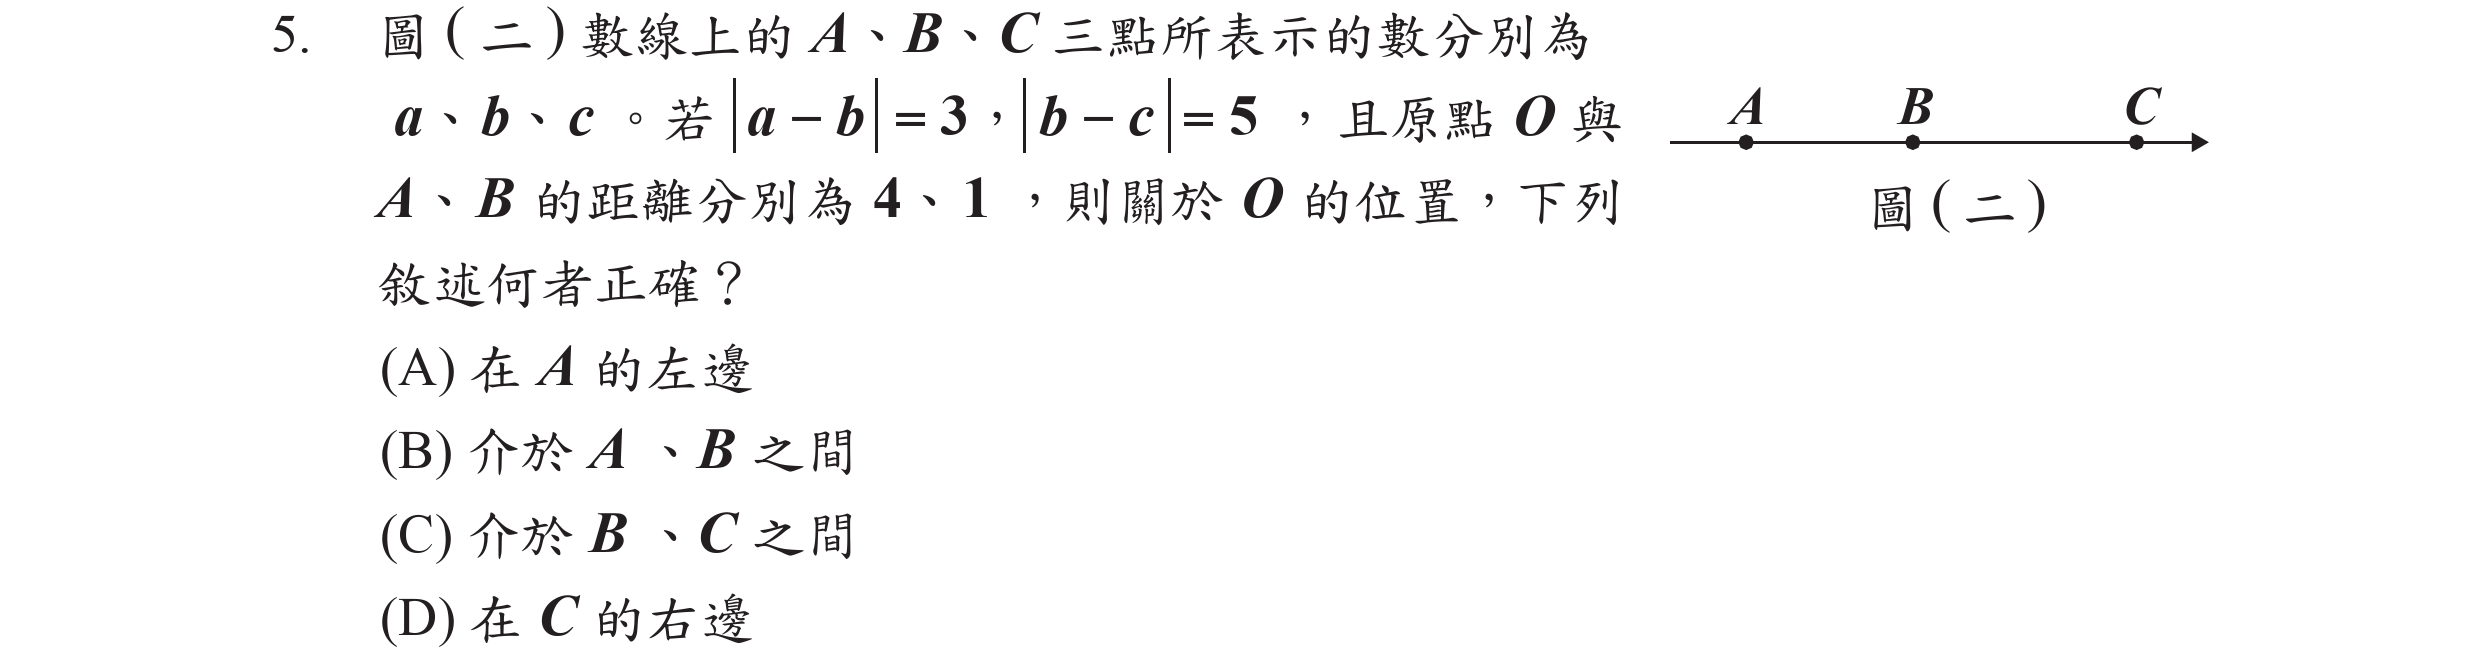 5. 圖(二)數線上的 A、B、C 三點所表示的數分別為
a、b、c 。若 |a − b| = 3,|b − c| = 5 ,且原點 O 與
A、B 的距離分別為 4、1 ,則關於 O 的位置,下列
敘述何者正確?
(A) 在 A 的左邊
(B) 介於 A 、B 之間
(C) 介於 B 、C 之間
(D) 在 C 的右邊
A B C
圖(二)